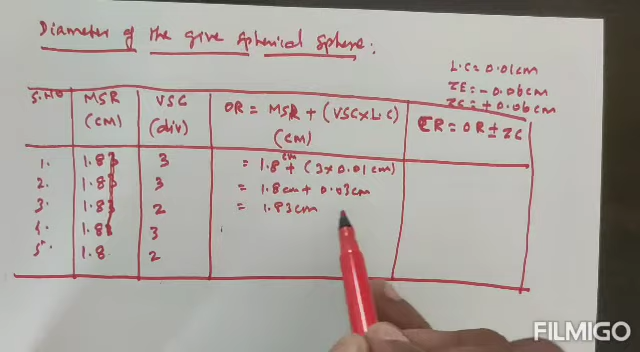 Diameter of the give spherical sphere:
L.C = 0.01cm
ZE = - 0.06cm
ZC = + 0.06cm
S.NO MSR (cm) VSC (div) OR = MSR + (VSC x L.C) (cm) CR = OR ± ZC
1. 1.8 3 = 1.8 cm + (3 x 0.01 cm)
2. 1.8 3 = 1.8cm + 0.03cm
3. 1.8 2 = 1.83cm
4. 1.8 3
5. 1.8 2
FILMIGO